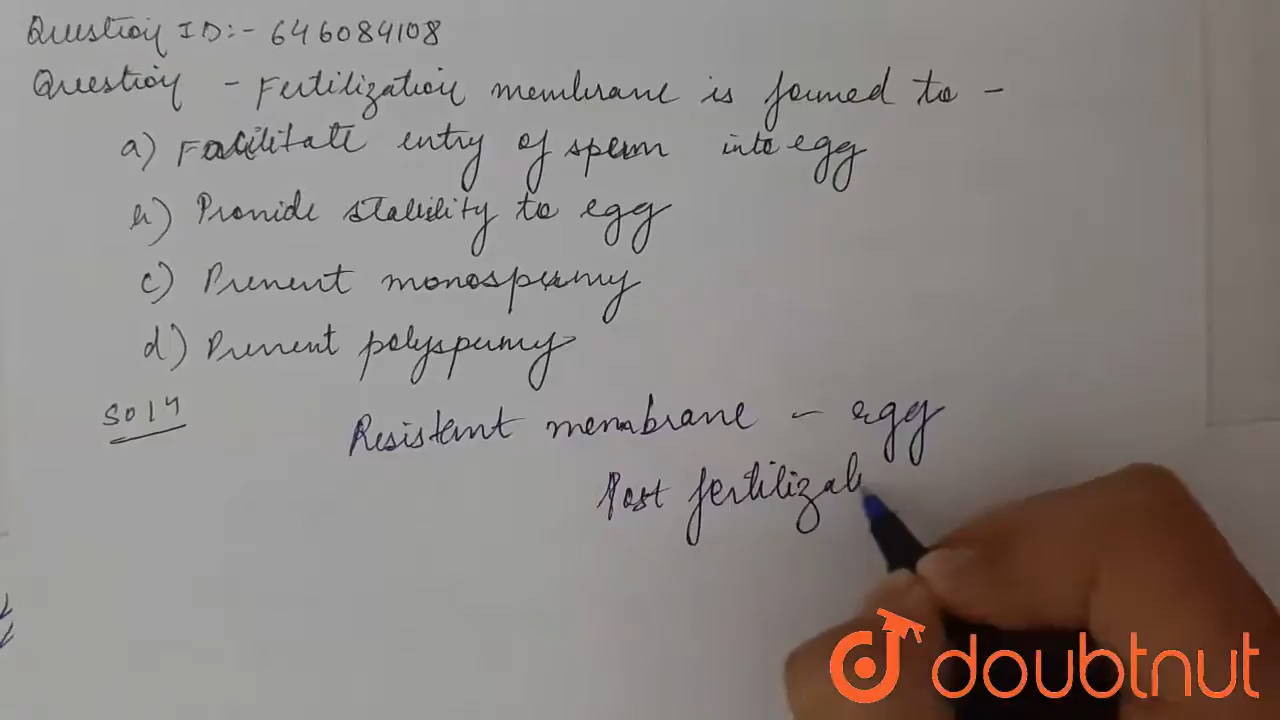 Question ID:- 646084108
Question - Fertilization membrane is formed to -
a) Facilitate entry of sperm into egg
b) Provide stability to egg
c) Prevent monospermy
d) Prevent polyspermy
Soln
Resistant membrane - egg
Post fertilizat
doubtnut